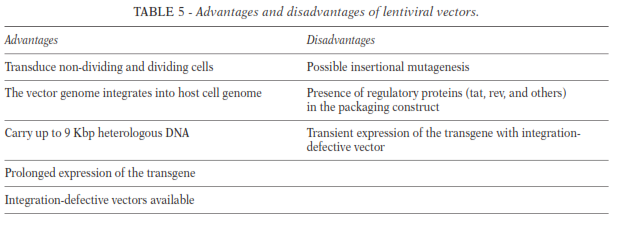 TABLE 5 - Advantages and disadvantages of lentiviral vectors.
Advantages Disadvantages
Transduce non-dividing and dividing cells Possible insertional mutagenesis
The vector genome integrates into host cell genome Presence of regulatory proteins (tat, rev, and others)
in the packaging construct
Carry up to 9 Kbp heterologous DNA Transient expression of the transgene with integration-
defective vector
Prolonged expression of the transgene
Integration-defective vectors available